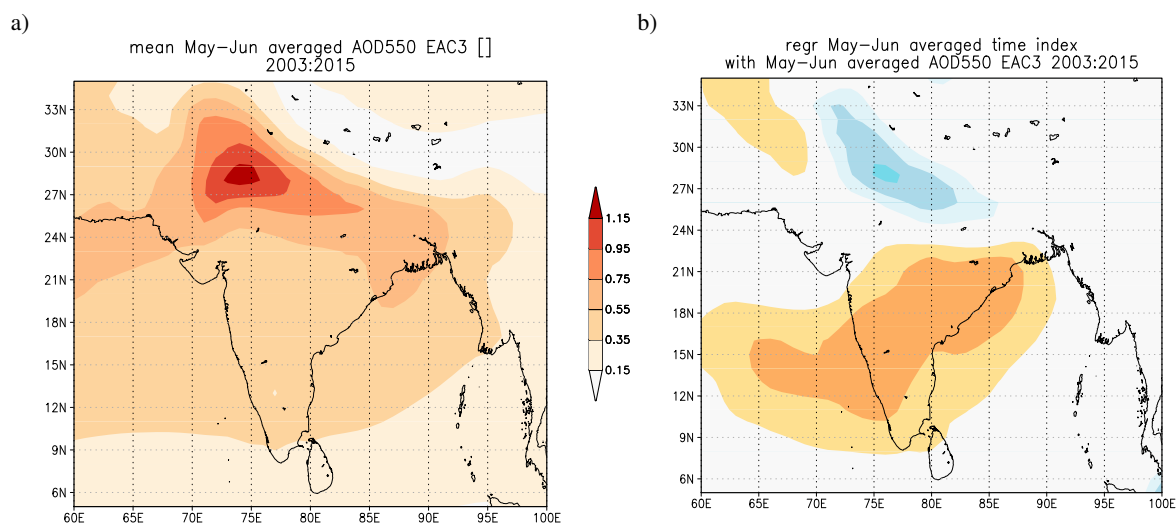 a)
mean May-Jun averaged AOD550 EAC3 []
2003:2015
33N
30N
27N
24N
21N
18N
15N
12N
9N
6N
60E 65E 70E 75E 80E 85E 90E 95E 100E
1.15
0.95
0.75
0.55
0.35
0.15
b)
regr May-Jun averaged time index
with May-Jun averaged AOD550 EAC3 2003:2015
33N
30N
27N
24N
21N
18N
15N
12N
9N
6N
60E 65E 70E 75E 80E 85E 90E 95E 100E